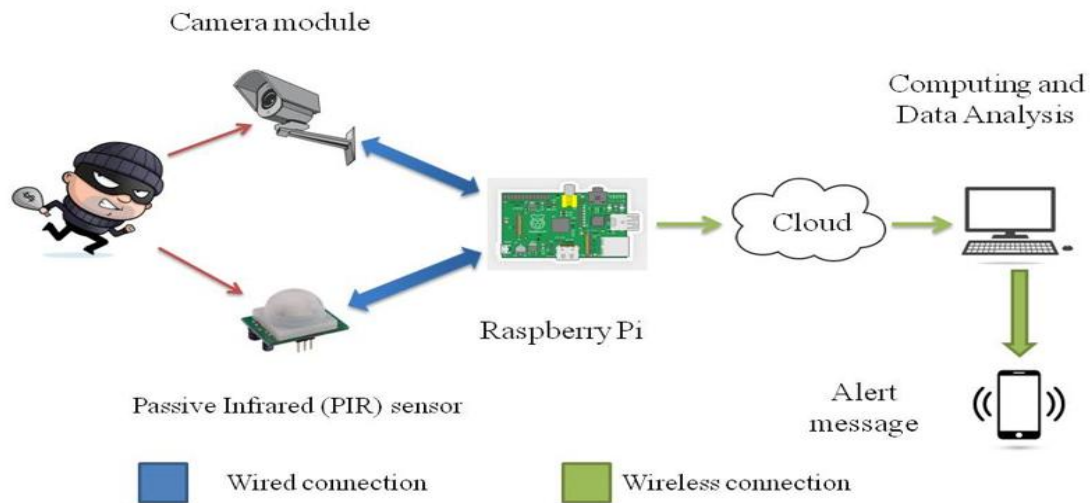 Camera module
Computing and
Data Analysis
$
Cloud
Raspberry Pi
Passive Infrared (PIR) sensor
Alert
message
Wired connection
Wireless connection